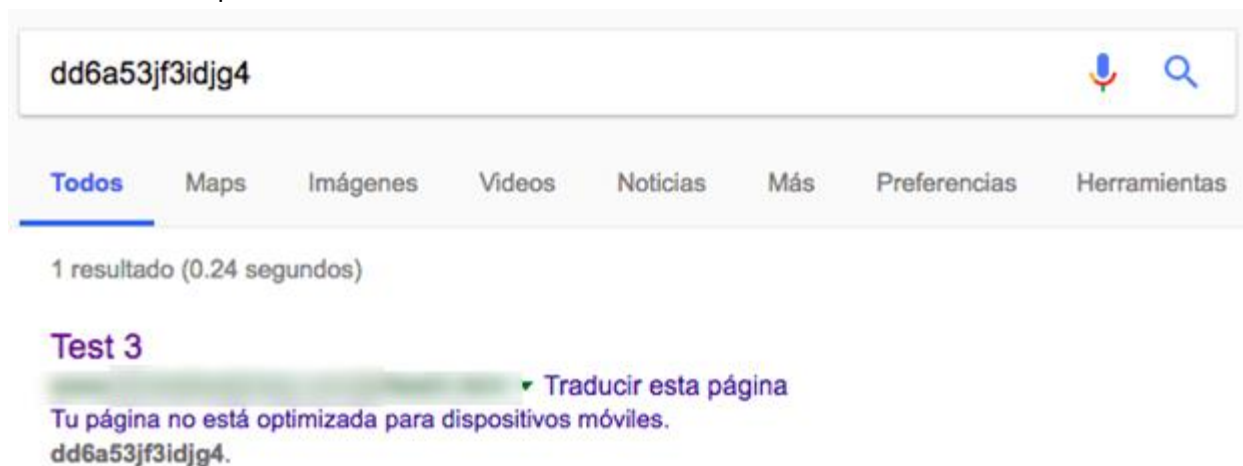 dd6a53jf3idjg4
Todos Maps Imágenes Videos Noticias Más Preferencias Herramientas
1 resultado (0.24 segundos)
Test 3
Traducir esta página
Tu página no está optimizada para dispositivos móviles.
dd6a53jf3idjg4.